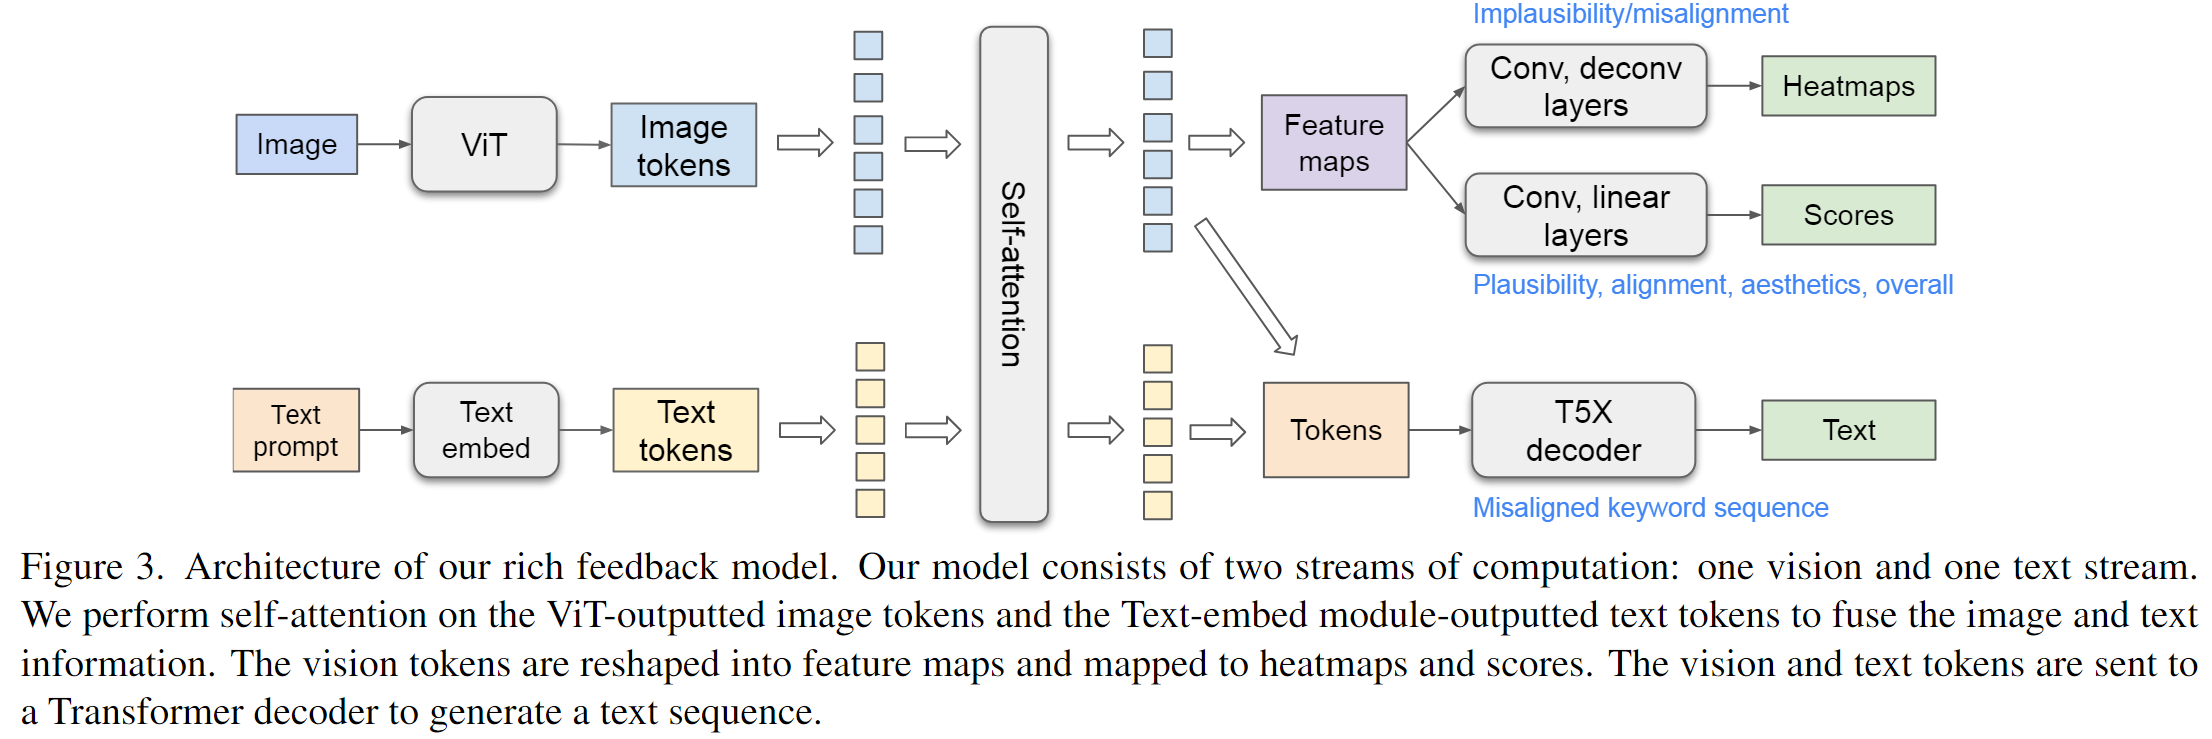 Implausibility/misalignment
Image
ViT
Image
tokens
Self-attention
Feature
maps
Conv, deconv
layers
Heatmaps
Conv, linear
layers
Scores
Plausibility, alignment, aesthetics, overall
Text
prompt
Text
embed
Text
tokens
Tokens
T5X
decoder
Text
Misaligned keyword sequence
Figure 3. Architecture of our rich feedback model. Our model consists of two streams of computation: one vision and one text stream.
We perform self-attention on the ViT-outputted image tokens and the Text-embed module-outputted text tokens to fuse the image and text
information. The vision tokens are reshaped into feature maps and mapped to heatmaps and scores. The vision and text tokens are sent to
a Transformer decoder to generate a text sequence.